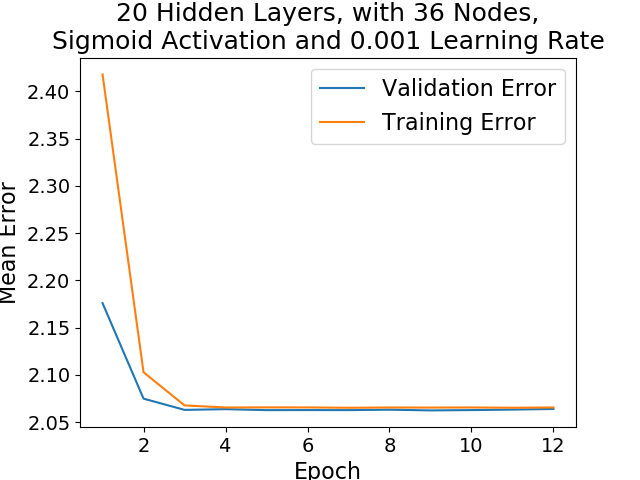 20 Hidden Layers, with 36 Nodes,
Sigmoid Activation and 0.001 Learning Rate
Validation Error
Training Error
Mean Error
2.40
2.35
2.30
2.25
2.20
2.15
2.10
2.05
2 4 6 8 10 12
Epoch